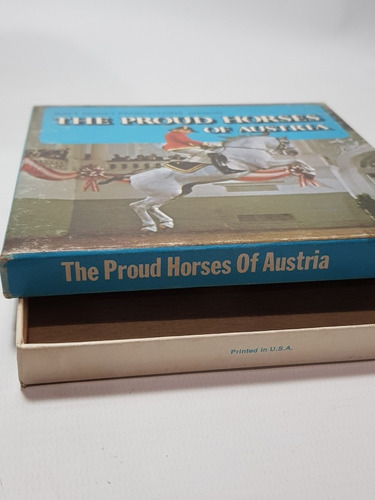 THE PROUD HORSES
OF AUSTRIA
The Proud Horses Of Austria
Printed in U.S.A.